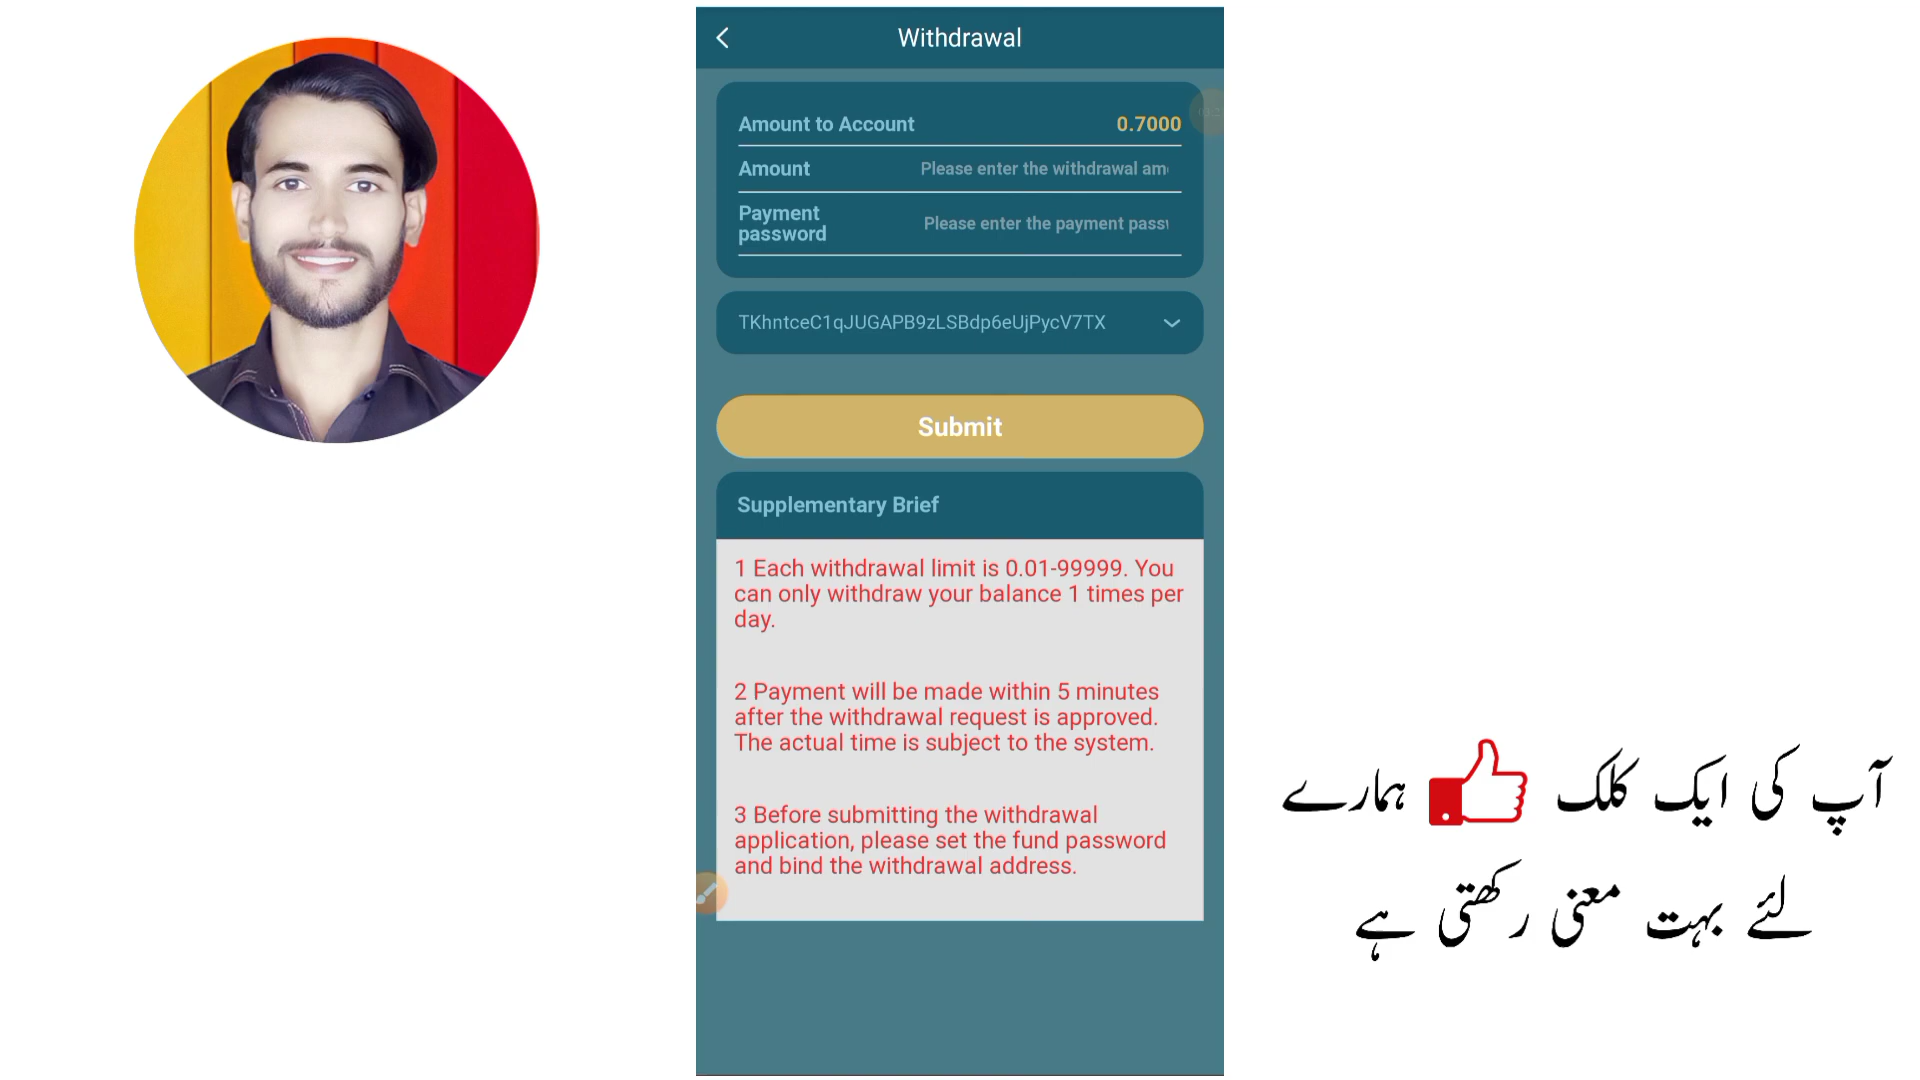 Withdrawal
Amount to Account 0.7000
Amount Please enter the withdrawal am
Payment
password
Please enter the payment pass
TKhntceC1qJUGAPB9zLSBdp6eUjPycV7TX
Submit
Supplementary Brief
1 Each withdrawal limit is 0.01-99999. You
can only withdraw your balance 1 times per
day.
2 Payment will be made within 5 minutes
after the withdrawal request is approved.
The actual time is subject to the system.
3 Before submitting the withdrawal
application, please set the fund password
and bind the withdrawal address.
آپ کی ایک کلک ہمارے
لئے بہت معنی رکھتی ہے